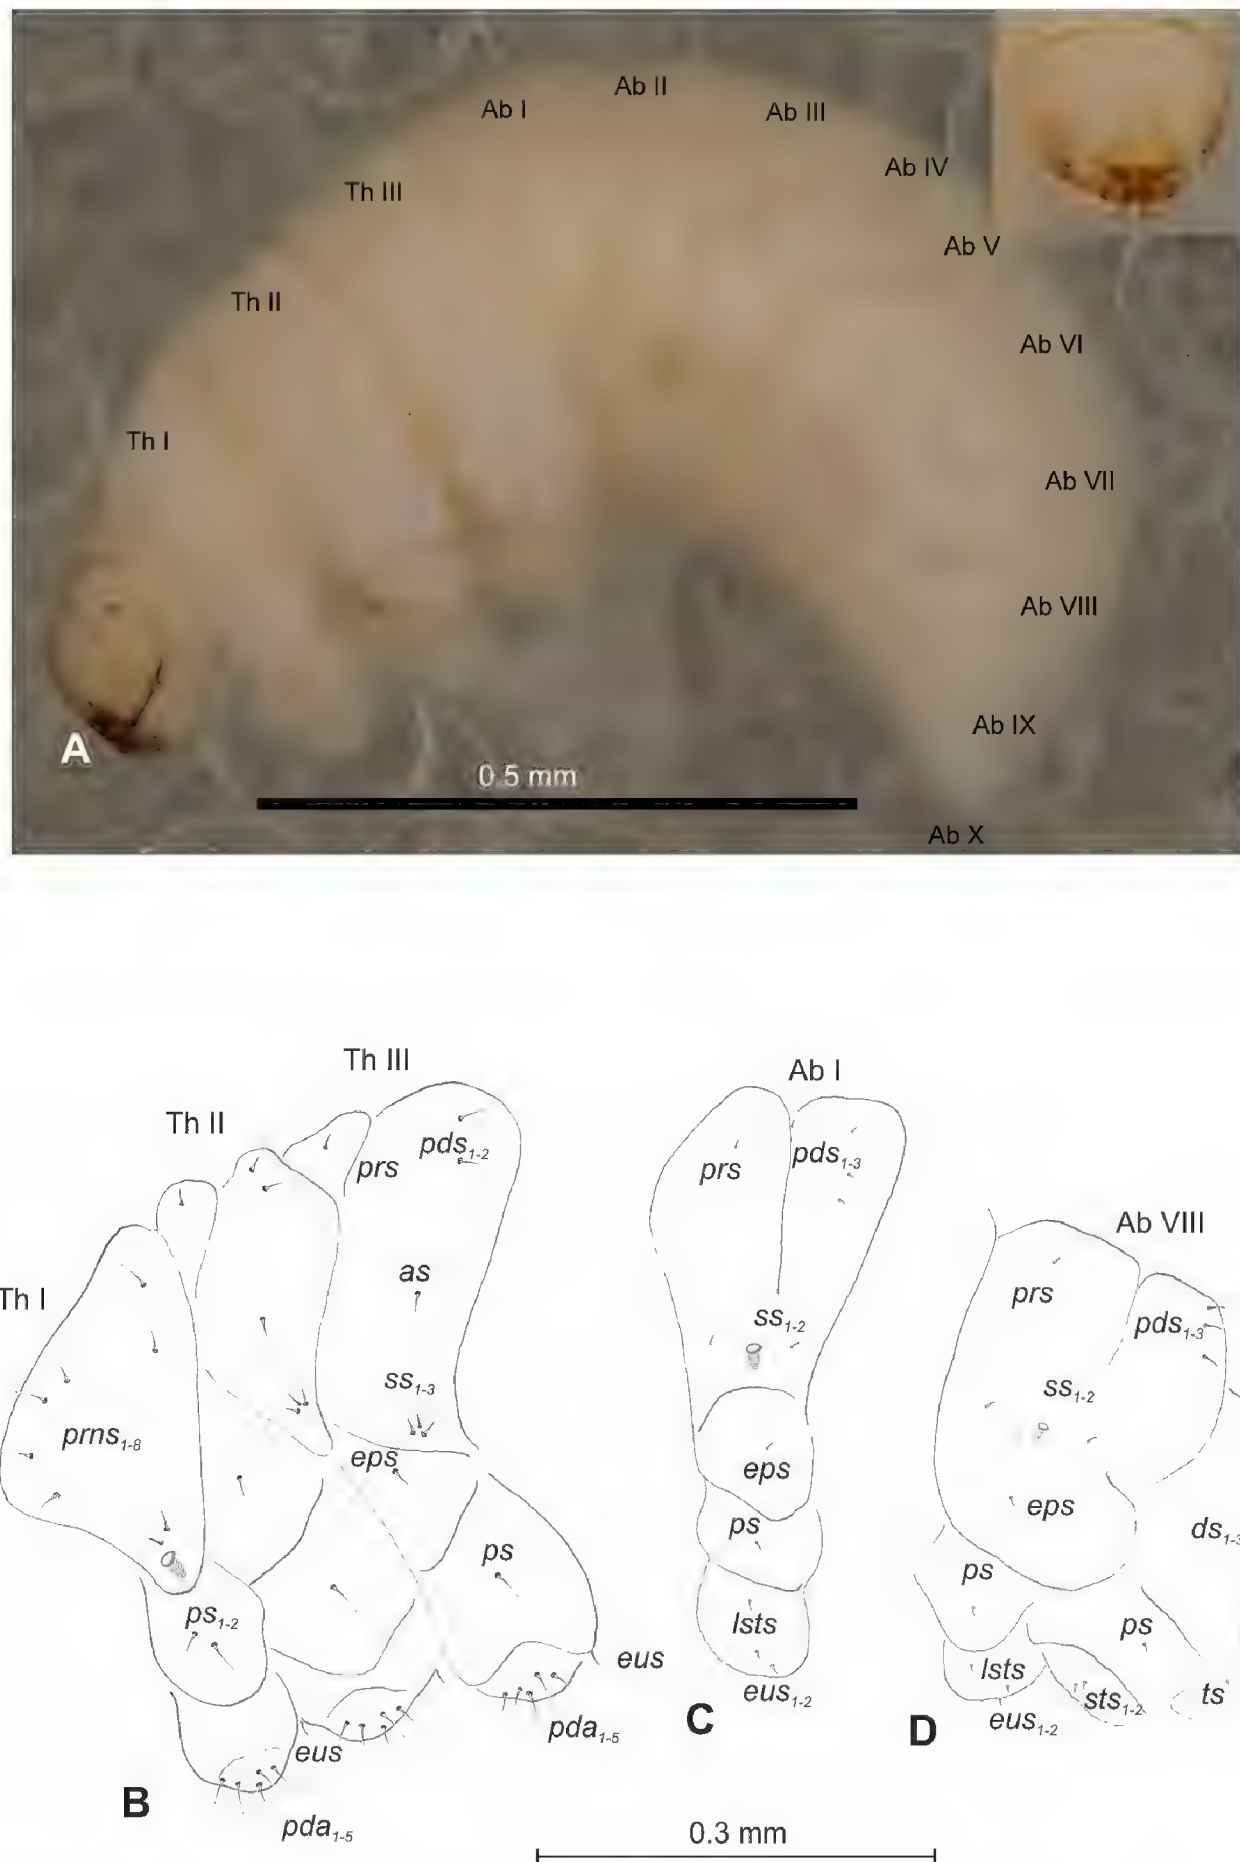 Ab I
Ab II
Ab III
Ab IV
Ab V
Ab VI
Ab VII
Ab VIII
Ab IX
Ab X
Th III
Th II
Th I
A
0.5 mm
Th III
Th II
Th I
pds1-2
prs
as
ss1-3
prns1-8
eps
ps
ps1-2
eus
pda1-5
eus
pda1-5
B
Ab I
prs
pds1-3
ss1-2
eps
ps
lsts
eus1-2
C
Ab VIII
prs
pds1-3
ss1-2
eps
ds1-3
ps
ps
lsts
sts1-2
ts
eus1-2
D
0.3 mm